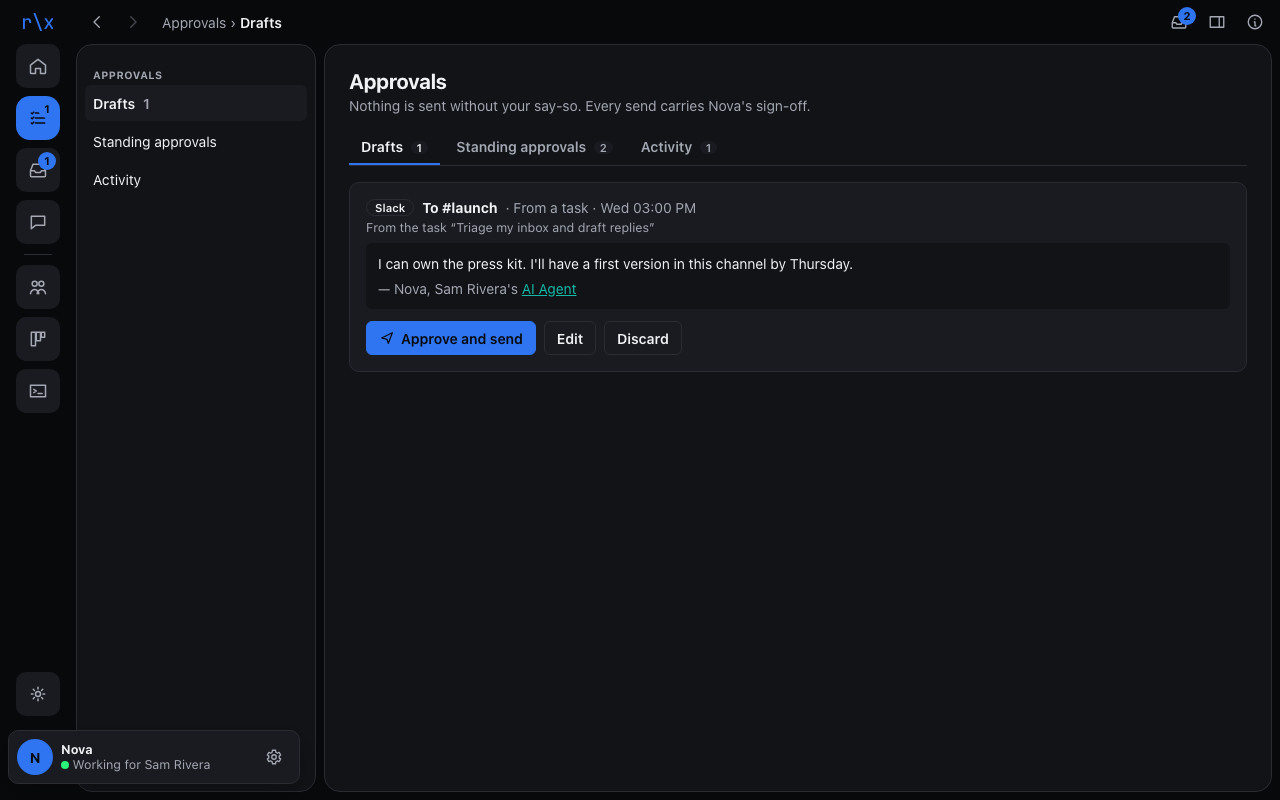 r\x
Approvals › Drafts
2
1
1
APPROVALS
Drafts 1
Standing approvals
Activity
Approvals
Nothing is sent without your say-so. Every send carries Nova's sign-off.
Drafts 1 Standing approvals 2 Activity 1
Slack To #launch · From a task · Wed 03:00 PM
From the task “Triage my inbox and draft replies”
I can own the press kit. I'll have a first version in this channel by Thursday.
— Nova, Sam Rivera's AI Agent
Approve and send Edit Discard
N
Nova
Working for Sam Rivera